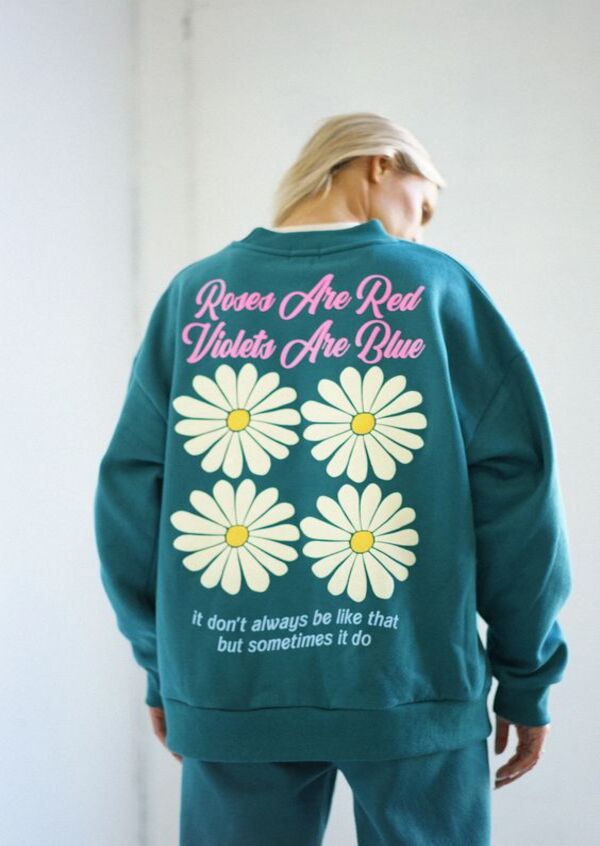 Roses Are Red
Violets Are Blue
it don't always be like that
but sometimes it do